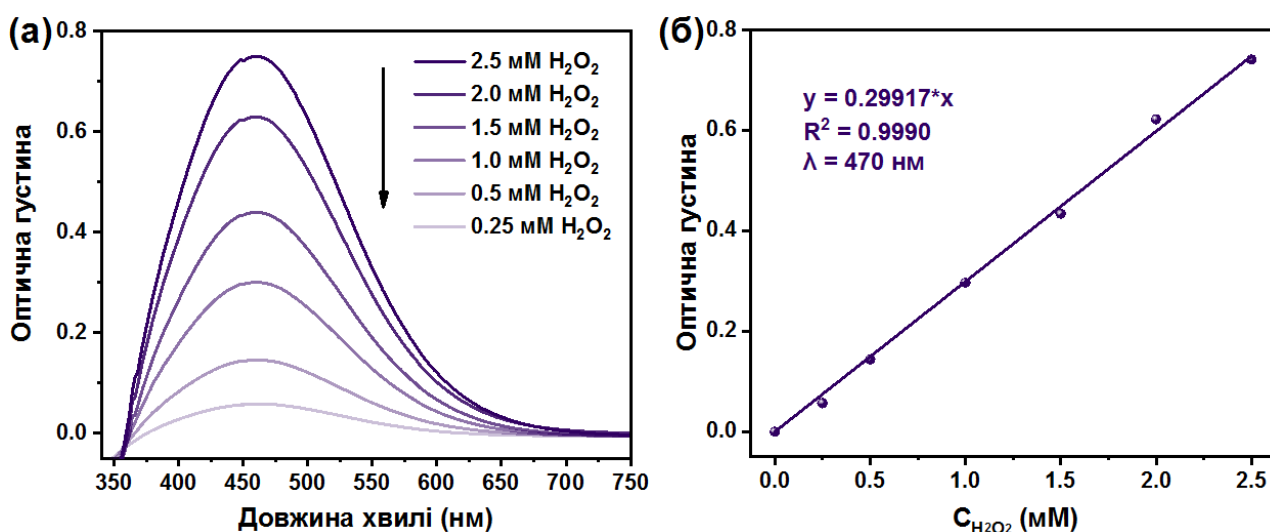 (а)
Оптична густина
0.8
0.6
0.4
0.2
0.0
350 400 450 500 550 600 650 700 750
Довжина хвилі (нм)
2.5 мМ H₂O₂
2.0 мМ H₂O₂
1.5 мМ H₂O₂
1.0 мМ H₂O₂
0.5 мМ H₂O₂
0.25 мМ H₂O₂
(б)
Оптична густина
0.8
0.6
0.4
0.2
0.0
0.0 0.5 1.0 1.5 2.0 2.5
C_H₂O₂ (мМ)
y = 0.29917*x
R² = 0.9990
λ = 470 нм